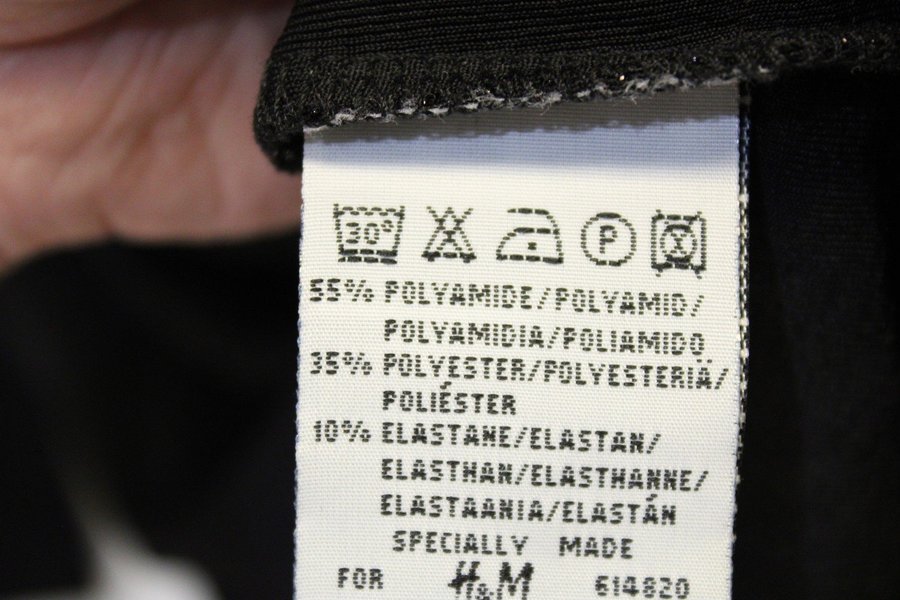 30° P
55% POLYAMIDE/POLYAMID/
POLYAMIDIA/POLIAMIDO
35% POLYESTER/POLYESTERIÄ/
POLIÉSTER
10% ELASTANE/ELASTAN/
ELASTHAN/ELASTHANNE/
ELASTAANIA/ELASTÁN
SPECIALLY MADE
FOR H&M 614820